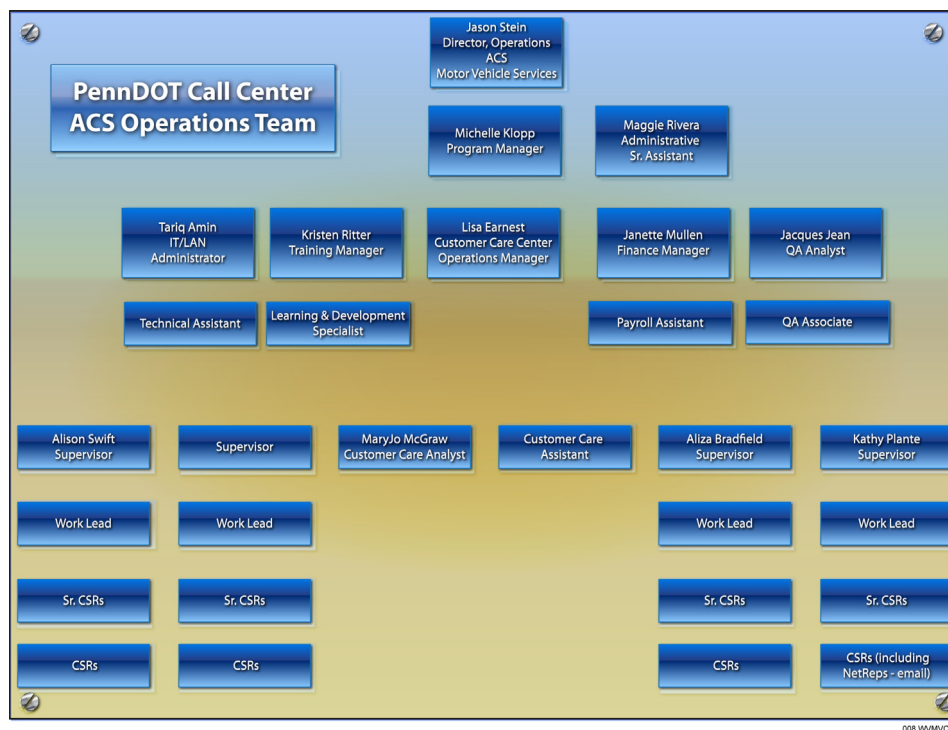 Jason Stein
Director, Operations
ACS
Motor Vehicle Services
PennDOT Call Center
ACS Operations Team
Michelle Klopp
Program Manager
Maggie Rivera
Administrative
Sr. Assistant
Tariq Amin
IT/LAN
Administrator
Kristen Ritter
Training Manager
Lisa Earnest
Customer Care Center
Operations Manager
Janette Mullen
Finance Manager
Jacques Jean
QA Analyst
Technical Assistant
Learning & Development
Specialist
Payroll Assistant
QA Associate
Alison Swift
Supervisor
Supervisor
MaryJo McGraw
Customer Care Analyst
Customer Care
Assistant
Aliza Bradfield
Supervisor
Kathy Plante
Supervisor
Work Lead
Work Lead
Work Lead
Work Lead
Sr. CSRs
Sr. CSRs
Sr. CSRs
Sr. CSRs
CSRs
CSRs
CSRs
CSRs (including
NetReps - email)